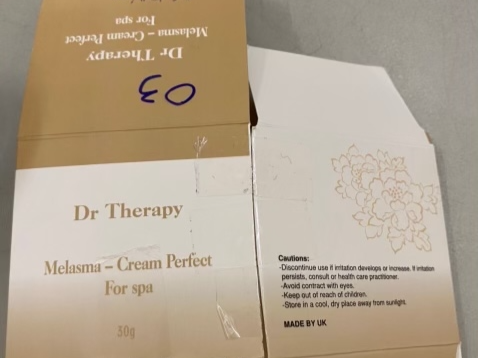 For spa
Melasma – Cream Perfect
Dr Therapy
03
Dr Therapy
Melasma – Cream Perfect
For spa
30g
Cautions:
-Discontinue use it irritation develops or increase. If irritation
persists, consult or health care practitioner.
-Avoid contract with eyes.
-Keep out of reach of children.
-Store in a cool, dry place away from sunlight.
MADE BY UK